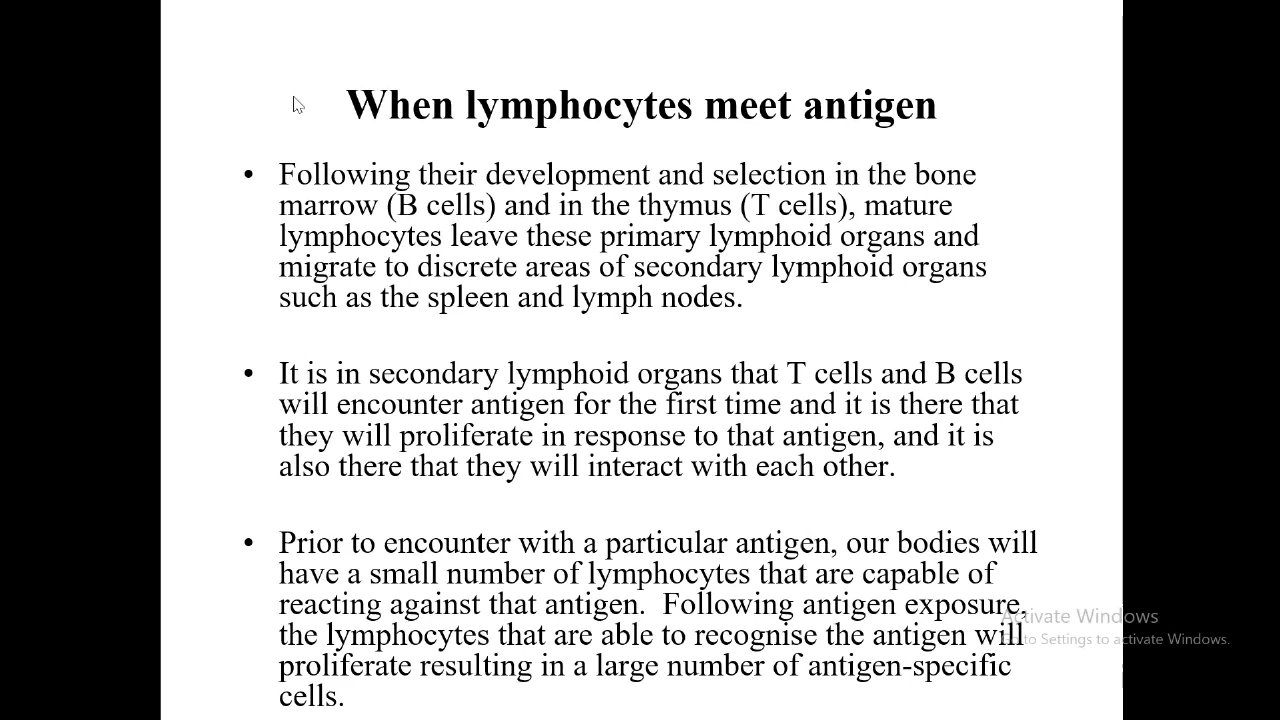 When lymphocytes meet antigen
• Following their development and selection in the bone
marrow (B cells) and in the thymus (T cells), mature
lymphocytes leave these primary lymphoid organs and
migrate to discrete areas of secondary lymphoid organs
such as the spleen and lymph nodes.
• It is in secondary lymphoid organs that T cells and B cells
will encounter antigen for the first time and it is there that
they will proliferate in response to that antigen, and it is
also there that they will interact with each other.
• Prior to encounter with a particular antigen, our bodies will
have a small number of lymphocytes that are capable of
reacting against that antigen.  Following antigen exposure,
the lymphocytes that are able to recognise the antigen will
proliferate resulting in a large number of antigen-specific
cells.
Activate Windows
Go to Settings to activate Windows.